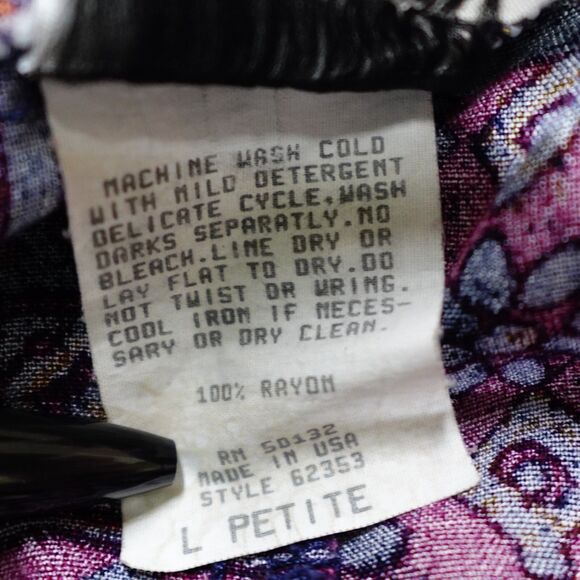 MACHINE WASH COLD
WITH MILD DETERGENT
DELICATE CYCLE.WASH
DARKS SEPARATLY.NO
BLEACH.LINE DRY OR
LAY FLAT TO DRY.DO
NOT TWIST OR WRING.
COOL IRON IF NECES-
SARY OR DRY CLEAN.
100% RAYON
RN 50132
MADE IN USA
STYLE 62353
L PETITE